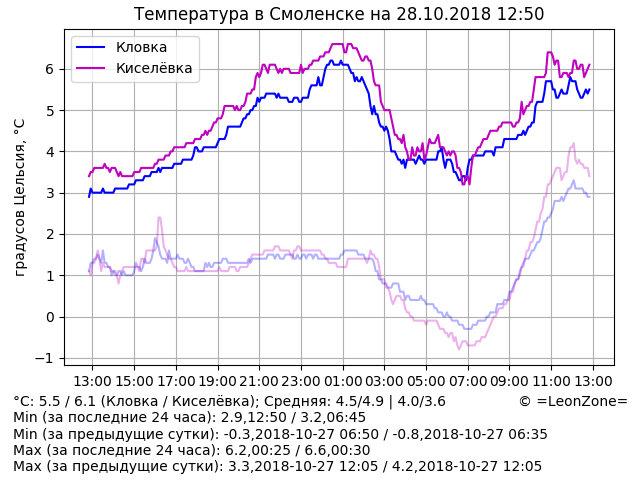 Температура в Смоленске на 28.10.2018 12:50
Кловка
Киселёвка
градусов Цельсия, °C
6
5
4
3
2
1
0
−1
13:00 15:00 17:00 19:00 21:00 23:00 01:00 03:00 05:00 07:00 09:00 11:00 13:00
°C: 5.5 / 6.1 (Кловка / Киселёвка); Средняя: 4.5/4.9 | 4.0/3.6 © =LeonZone=
Min (за последние 24 часа): 2.9,12:50 / 3.2,06:45
Min (за предыдущие сутки): -0.3,2018-10-27 06:50 / -0.8,2018-10-27 06:35
Max (за последние 24 часа): 6.2,00:25 / 6.6,00:30
Max (за предыдущие сутки): 3.3,2018-10-27 12:05 / 4.2,2018-10-27 12:05